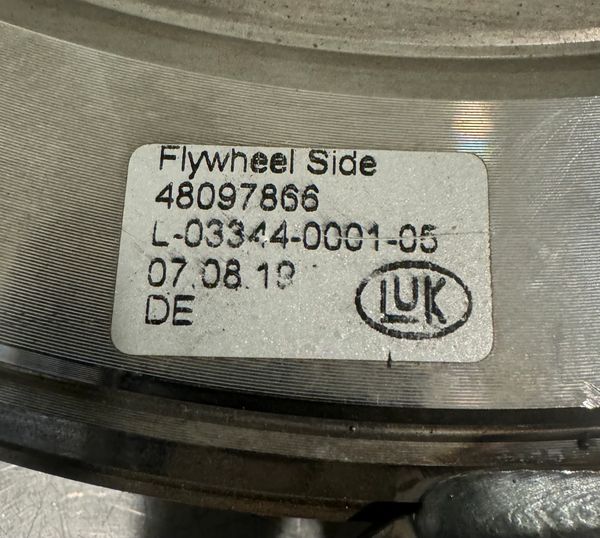 Flywheel Side
48097866
L-03344-0001-05
07.08.19
DE
LUK